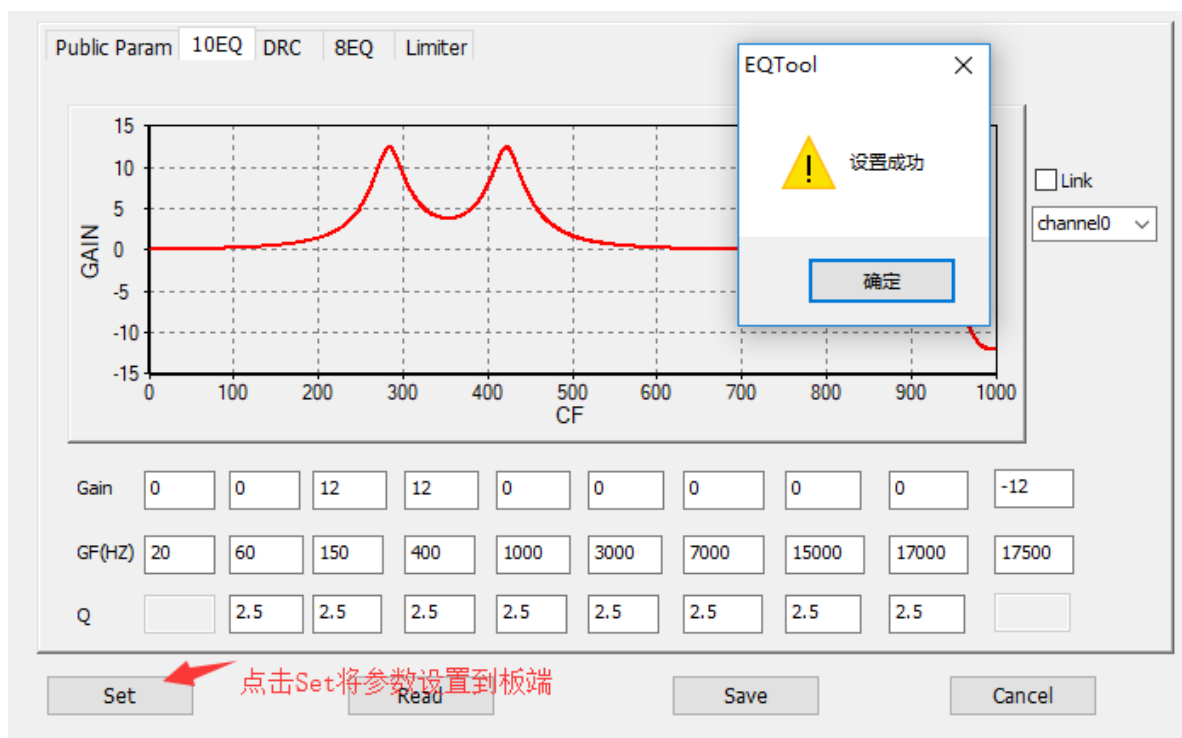 Public Param 10EQ DRC 8EQ Limiter
EQTool
设置成功
确定
Link
channel0
GAIN
15
10
5
0
-5
-10
-15
0 100 200 300 400 500 600 700 800 900 1000
CF
Gain 0 0 12 12 0 0 0 0 0 -12
GF(HZ) 20 60 150 400 1000 3000 7000 15000 17000 17500
Q 2.5 2.5 2.5 2.5 2.5 2.5 2.5 2.5
点击Set将参数设置到板端
Set Read Save Cancel